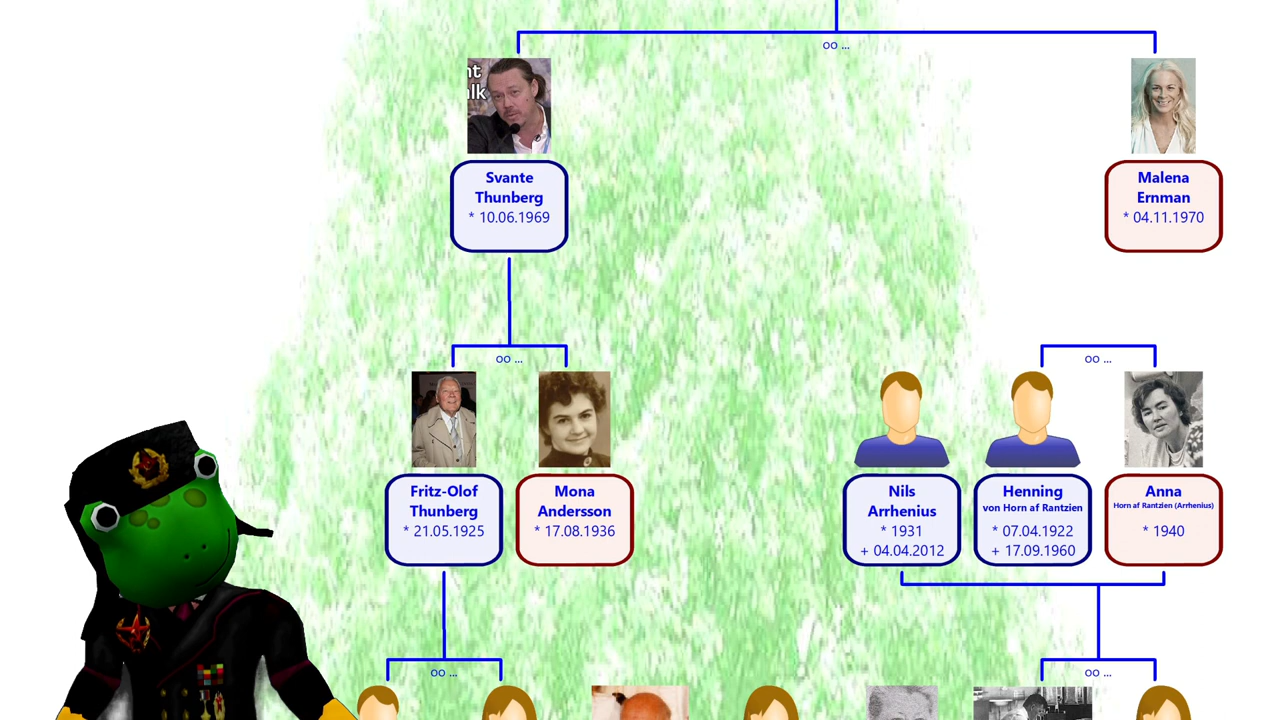 oo ...
nt
alk
Svante
Thunberg
* 10.06.1969
Malena
Ernman
* 04.11.1970
oo ...
oo ...
Fritz-Olof
Thunberg
* 21.05.1925
Mona
Andersson
* 17.08.1936
Nils
Arrhenius
* 1931
+ 04.04.2012
Henning
von Horn af Rantzien
* 07.04.1922
+ 17.09.1960
Anna
Horn af Rantzien (Arrhenius)
* 1940
oo ...
oo ...